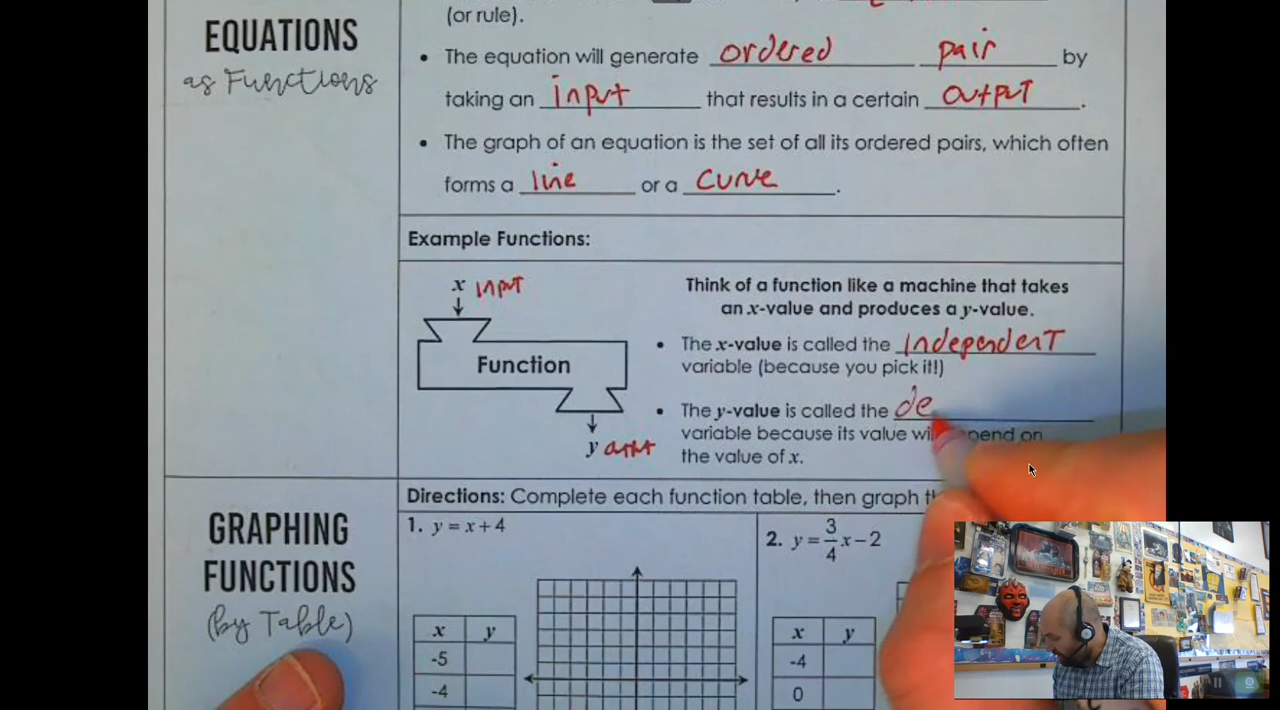 (or rule).
EQUATIONS
as Functions
• The equation will generate ordered pair by
taking an input that results in a certain output.
• The graph of an equation is the set of all its ordered pairs, which often
forms a line or a curve.
Example Functions:
x input
Function
y
Think of a function like a machine that takes
an x-value and produces a y-value.
• The x-value is called the independent
variable (because you pick it!)
• The y-value is called the de
variable because its value will depend on
the value of x.
GRAPHING
FUNCTIONS
(by Table)
Directions: Complete each function table, then graph
1. y = x + 4
x y
-5
-4
2. y = 3/4 x − 2
x y
-4
0